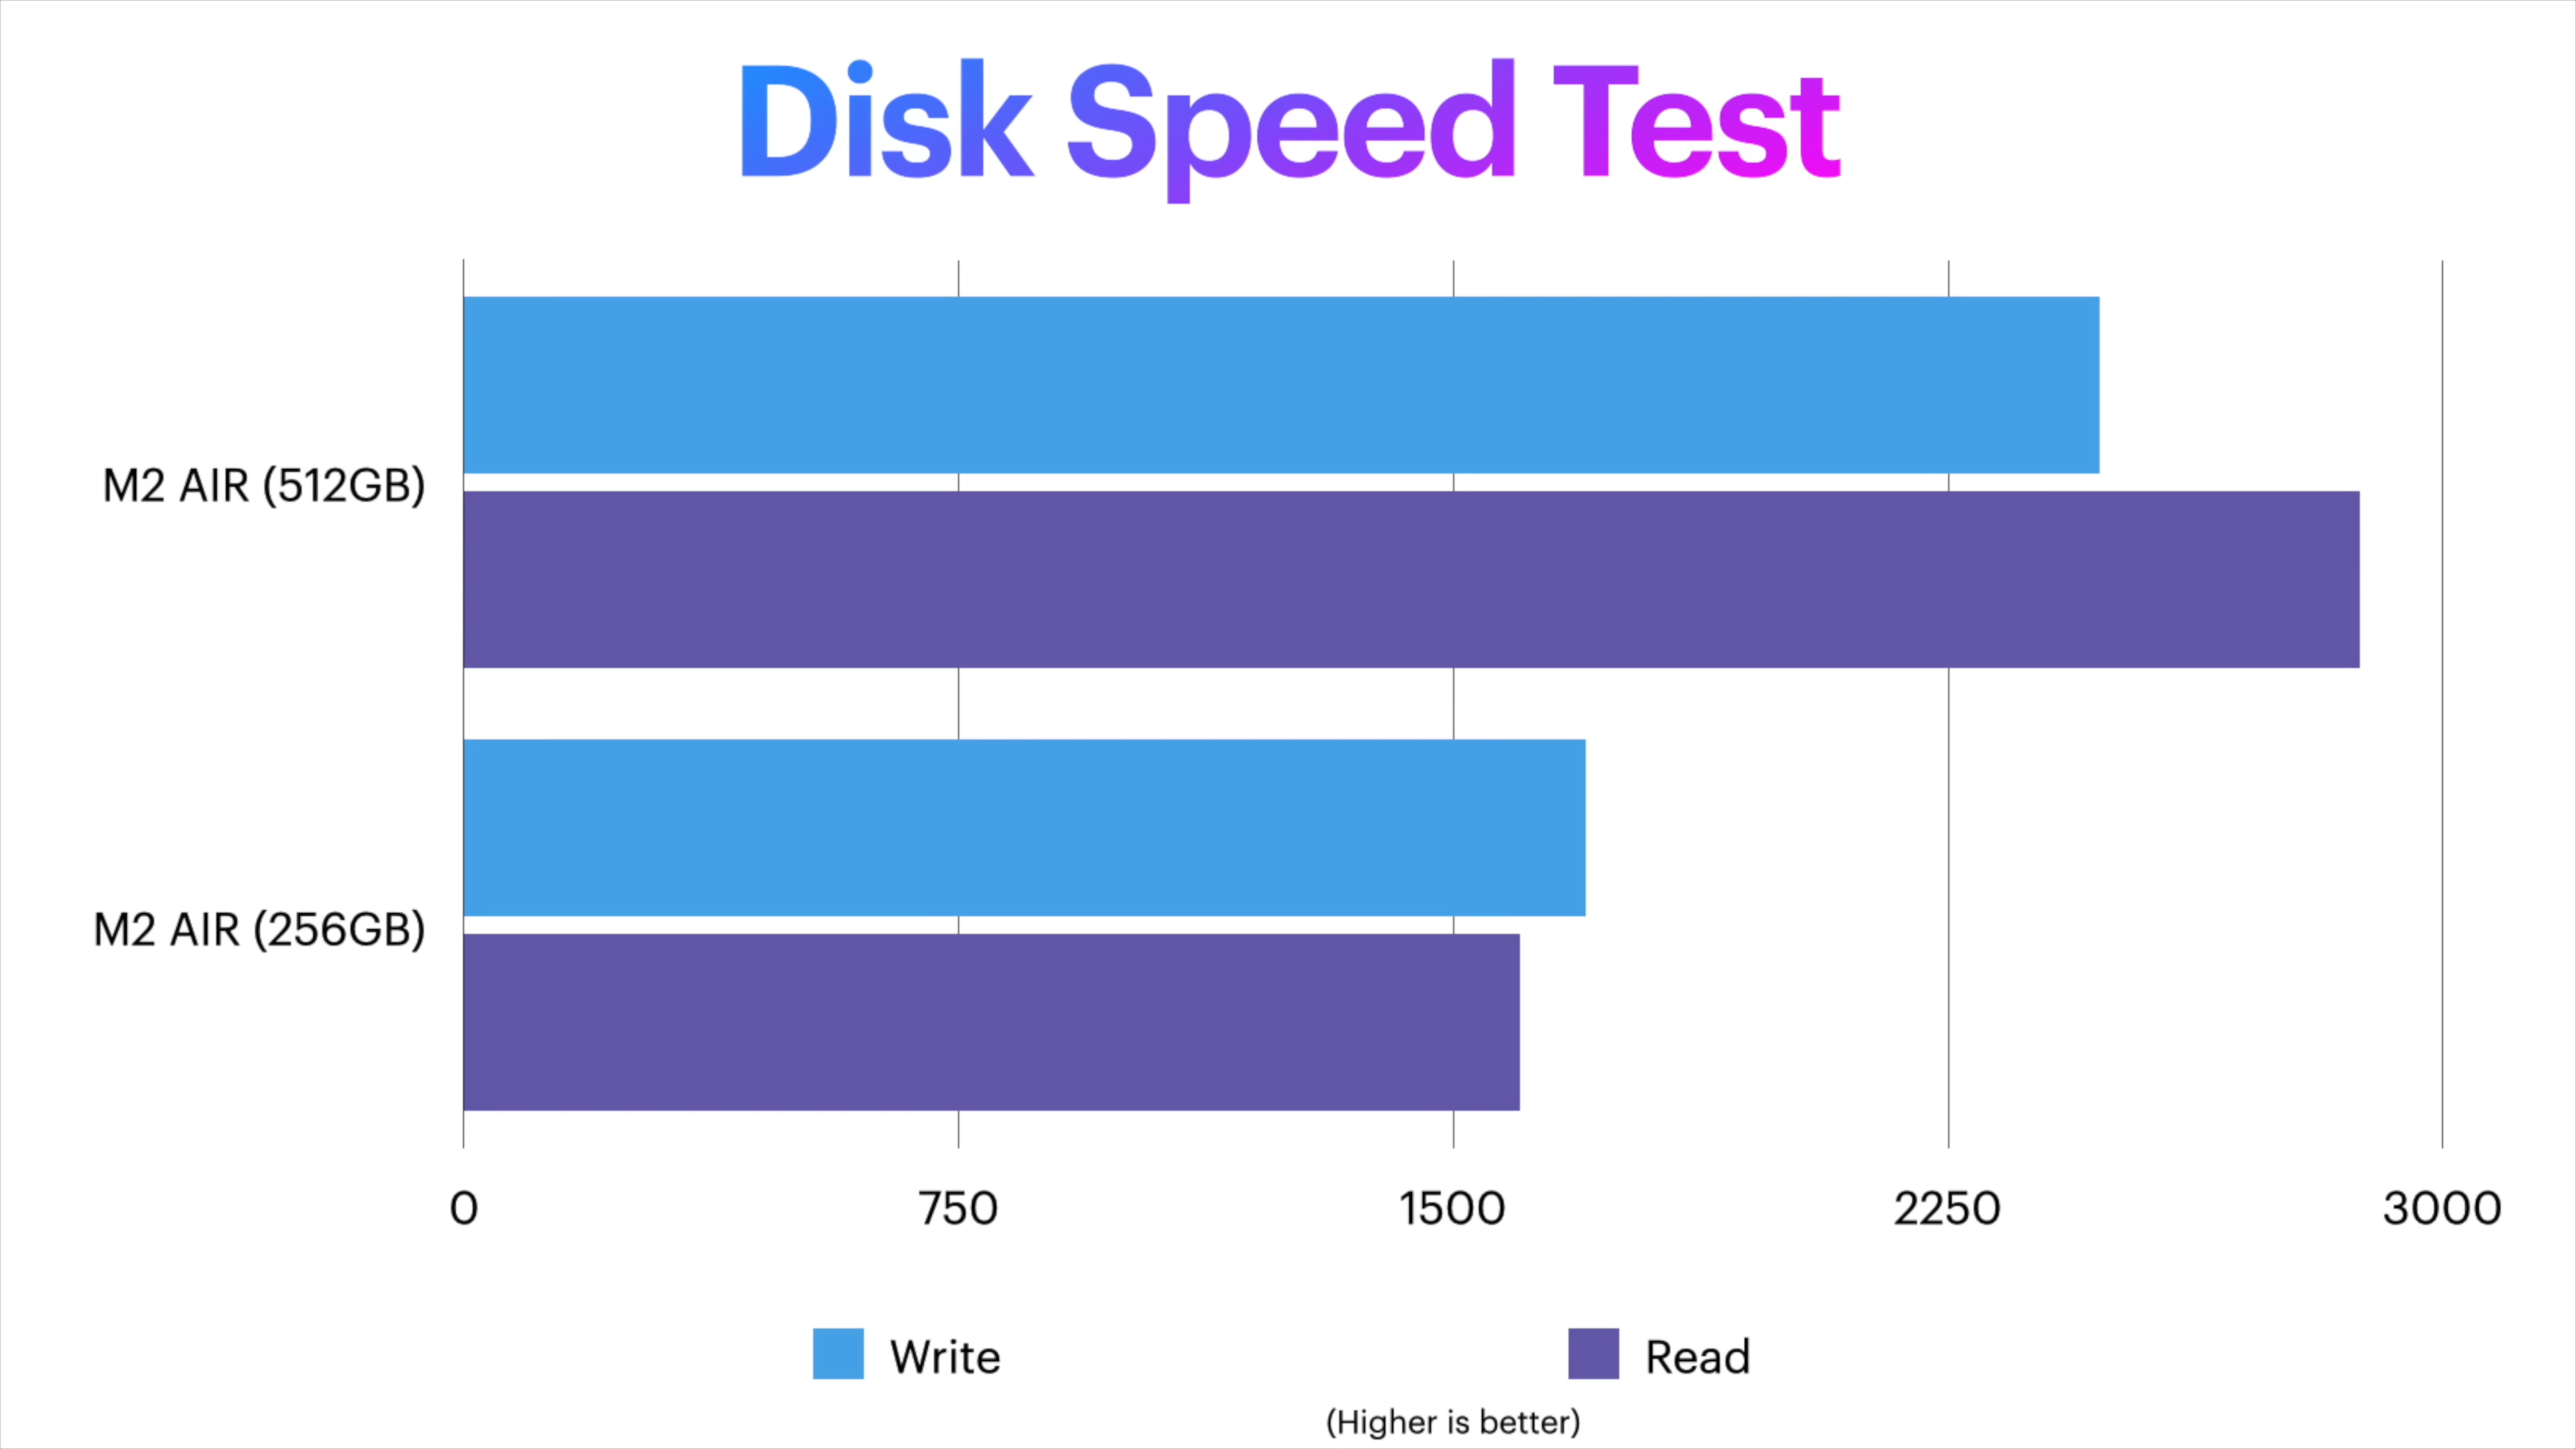 Disk Speed Test
M2 AIR (512GB)
M2 AIR (256GB)
0 750 1500 2250 3000
Write Read
(Higher is better)